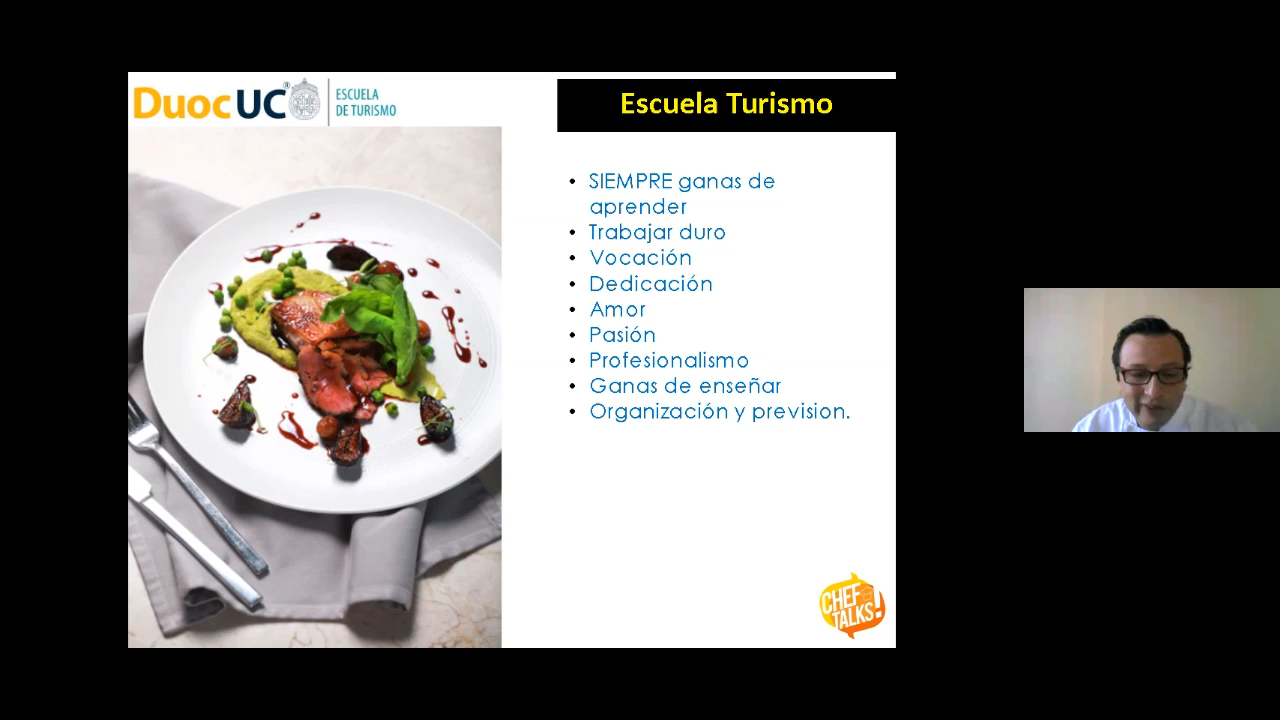 DuocUC®
ESCUELA
DE TURISMO
Escuela Turismo
• SIEMPRE ganas de
aprender
• Trabajar duro
• Vocación
• Dedicación
• Amor
• Pasión
• Profesionalismo
• Ganas de enseñar
• Organización y prevision.
CHEF
TALKS!